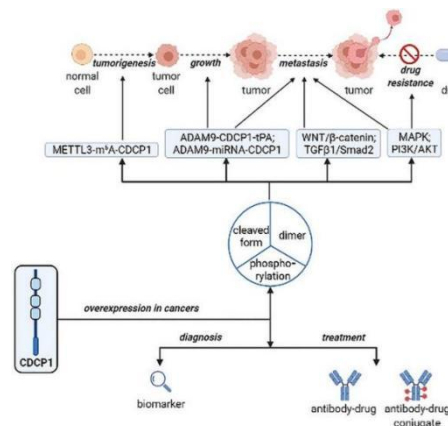 tumorigenesis
growth
metastasis
normal
cell
tumor
cell
tumor
tumor
drug
resistance
METTL3-m⁶A-CDCP1
ADAM9-CDCP1-tPA;
ADAM9-miRNA-CDCP1
WNT/β-catenin;
TGFβ1/Smad2
MAPK;
PI3K/AKT
cleaved
form
dimer
phospho-
rylation
overexpression in cancers
CDCP1
diagnosis
treatment
biomarker
antibody-drug
antibody-drug
conjugate